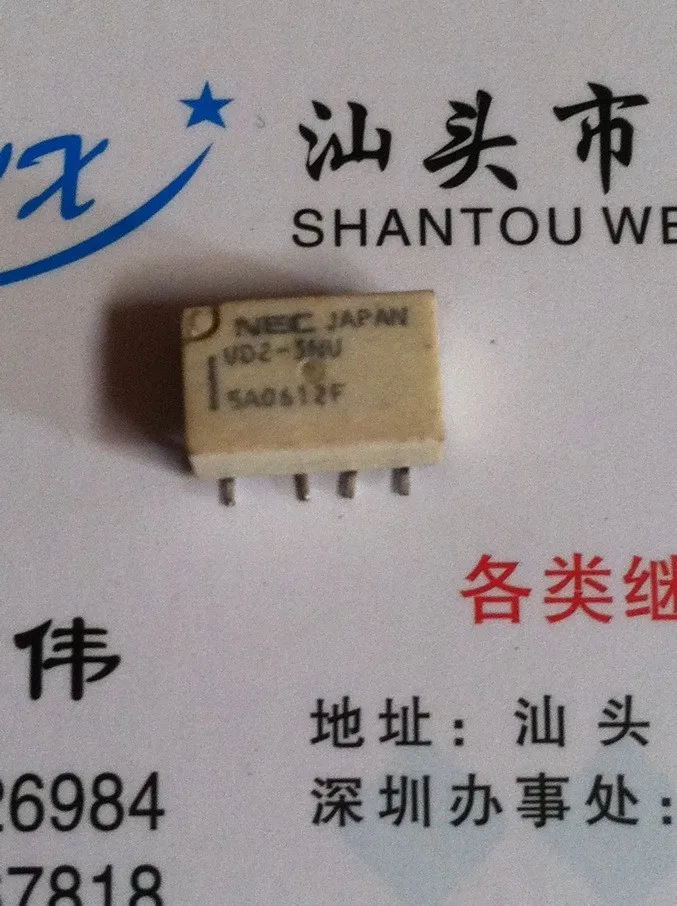 汕头市
SHANTOU WE
NEC JAPAN
UD2-3NU
5A0612F
各类继
伟
地址：汕头
26984
深圳办事处：
7818